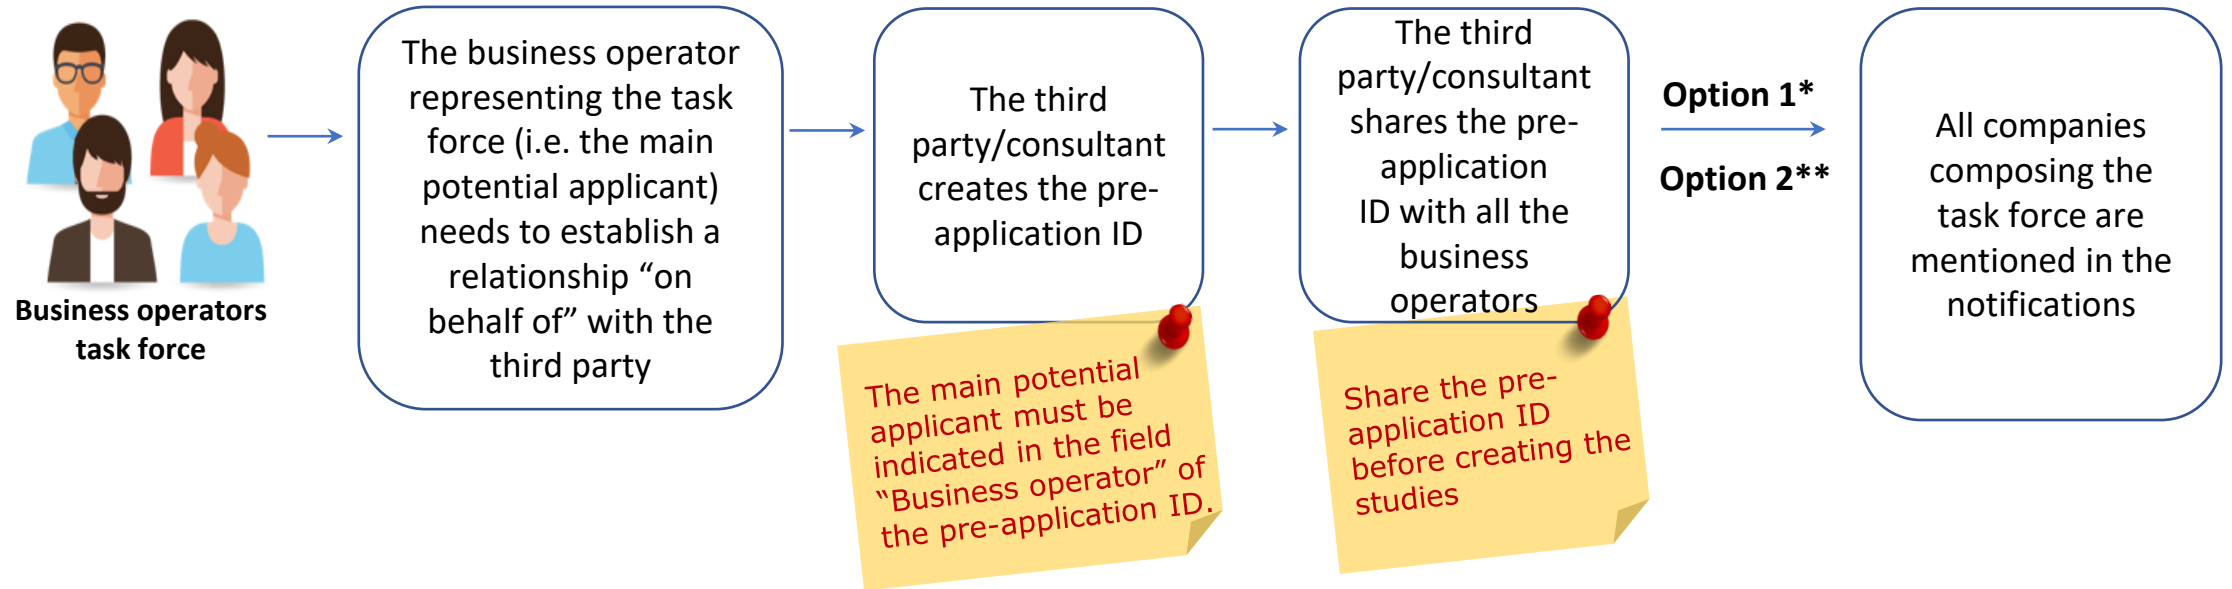 Business operators
task force
The business operator
representing the task
force (i.e. the main
potential applicant)
needs to establish a
relationship “on
behalf of” with the
third party
The third
party/consultant
creates the pre-
application ID
The main potential
applicant must be
indicated in the field
“Business operator” of
the pre-application ID.
The third
party/consultant
shares the pre-
application
ID with all the
business
operators
Share the pre-
application ID
before creating the
studies
Option 1*
Option 2**
All companies
composing the
task force are
mentioned in the
notifications